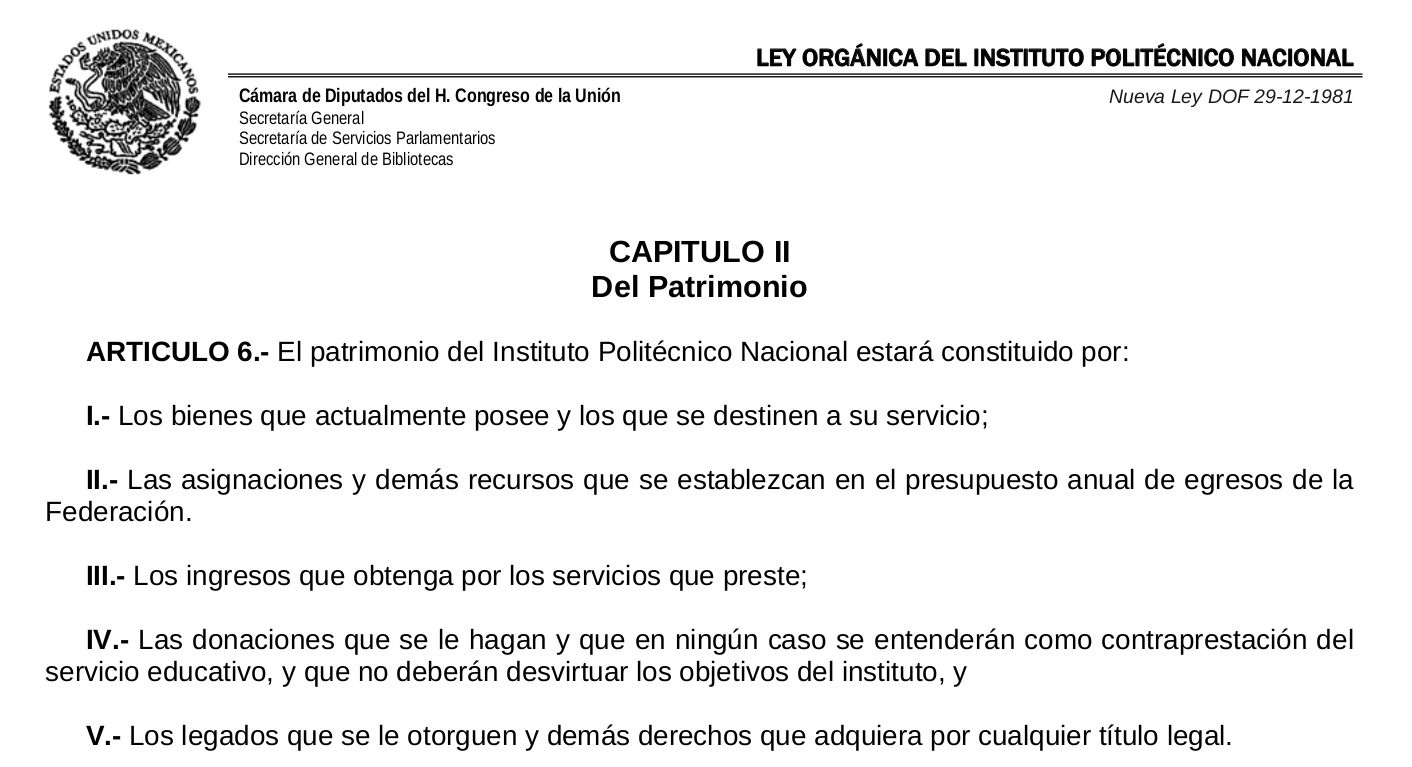 ESTADOS UNIDOS MEXICANOS
LEY ORGÁNICA DEL INSTITUTO POLITÉCNICO NACIONAL
Cámara de Diputados del H. Congreso de la Unión
Nueva Ley DOF 29-12-1981
Secretaría General
Secretaría de Servicios Parlamentarios
Dirección General de Bibliotecas
CAPITULO II
Del Patrimonio
ARTICULO 6.- El patrimonio del Instituto Politécnico Nacional estará constituido por:
I.- Los bienes que actualmente posee y los que se destinen a su servicio;
II.- Las asignaciones y demás recursos que se establezcan en el presupuesto anual de egresos de la
Federación.
III.- Los ingresos que obtenga por los servicios que preste;
IV.- Las donaciones que se le hagan y que en ningún caso se entenderán como contraprestación del
servicio educativo, y que no deberán desvirtuar los objetivos del instituto, y
V.- Los legados que se le otorguen y demás derechos que adquiera por cualquier título legal.